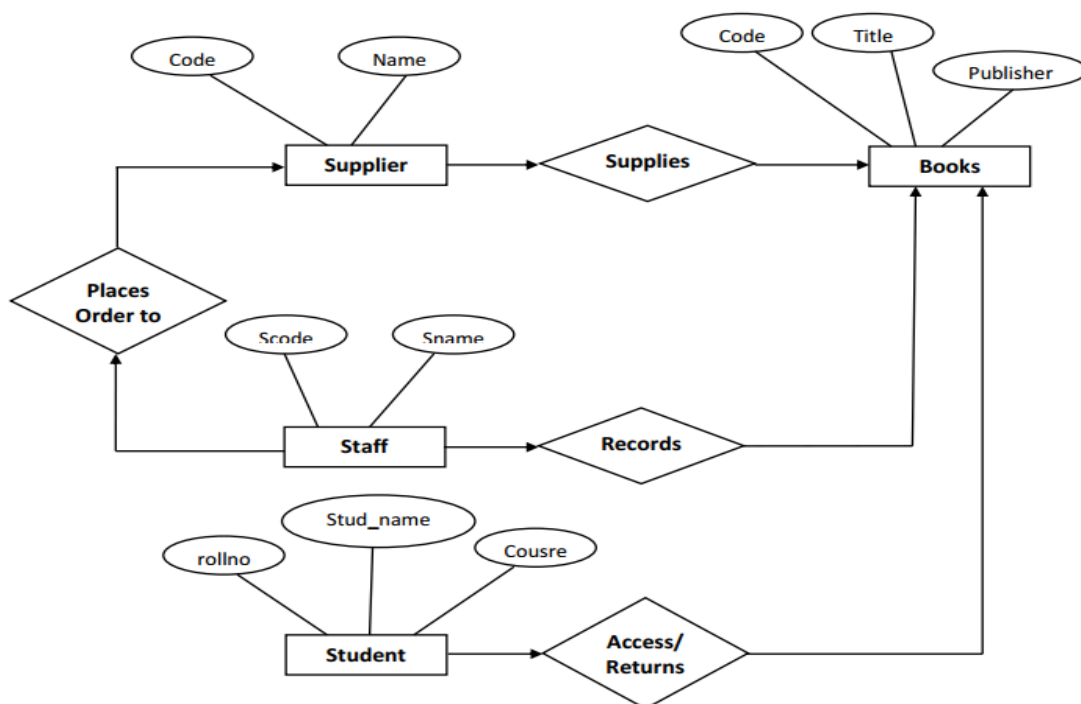 Code
Name
Code
Title
Publisher
Supplier
Supplies
Books
Places
Order to
Scode
Sname
Staff
Records
Stud_name
rollno
Cousre
Student
Access/
Returns